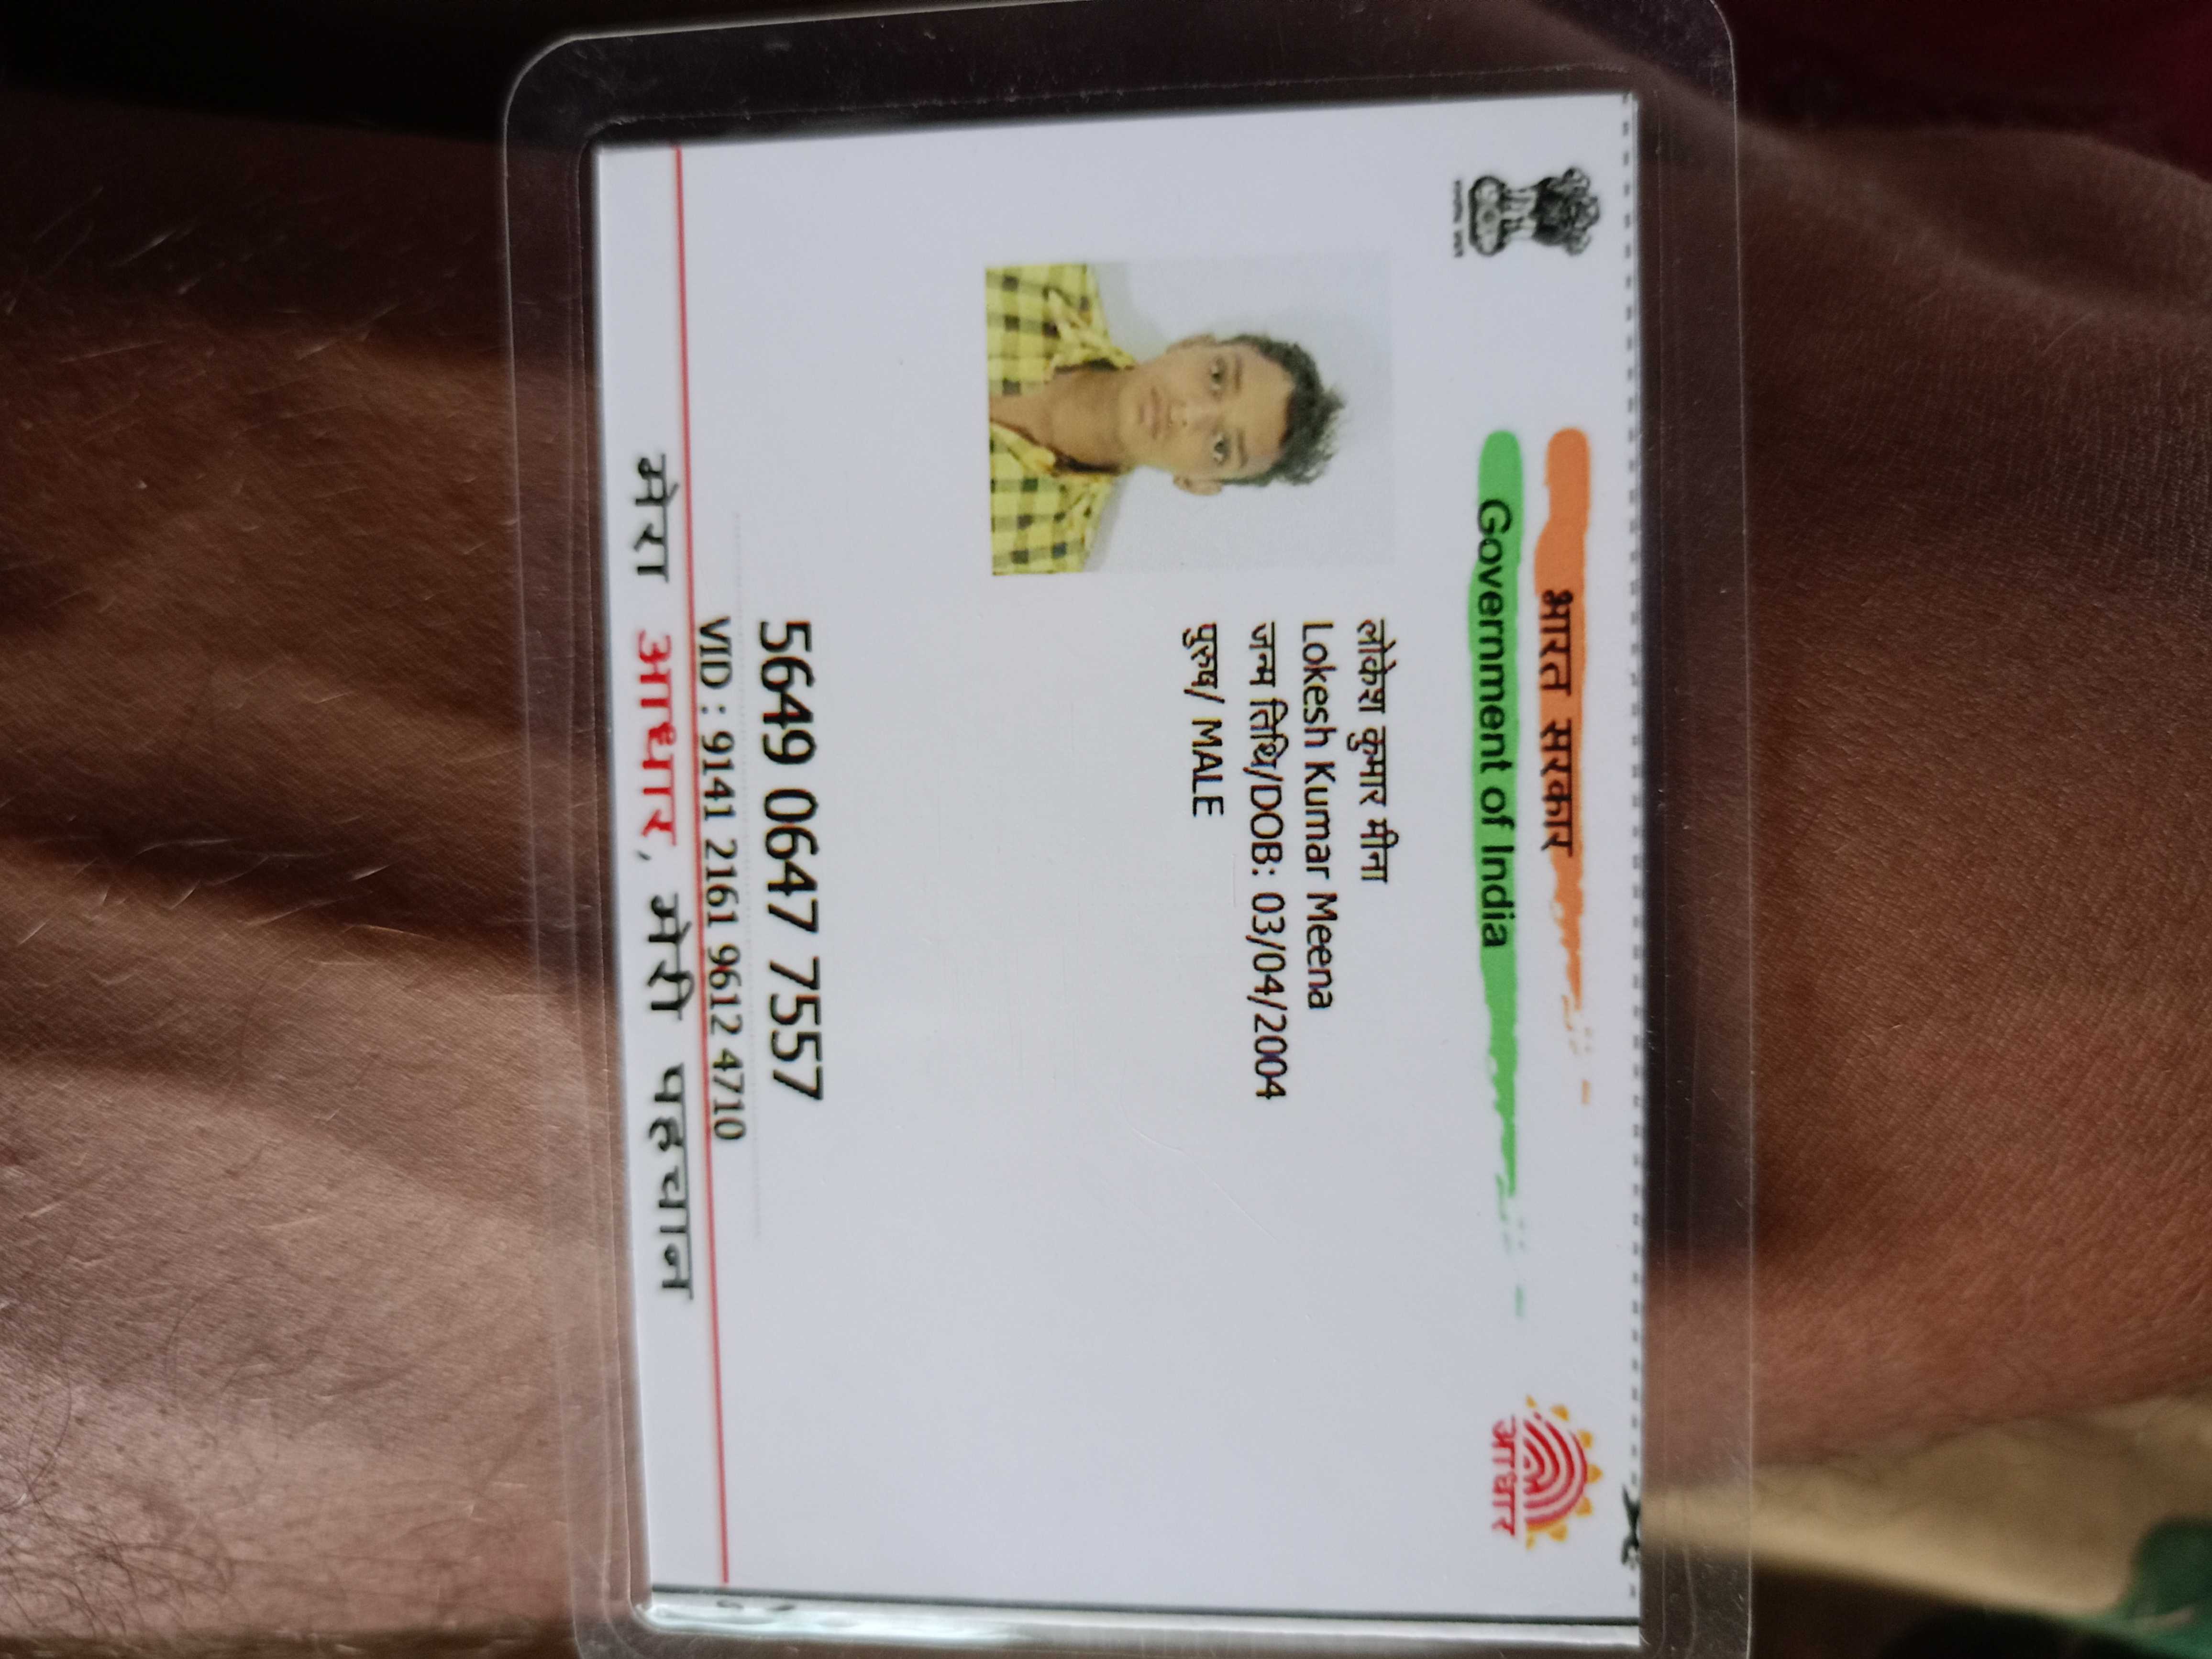 भारत सरकार
Government of India
आधार
लोकेश कुमार मीना
Lokesh Kumar Meena
जन्म तिथि/DOB: 03/04/2004
पुरुष/ MALE
5649 0647 7557
VID : 9141 2161 9612 4710
मेरा आधार, मेरी पहचान